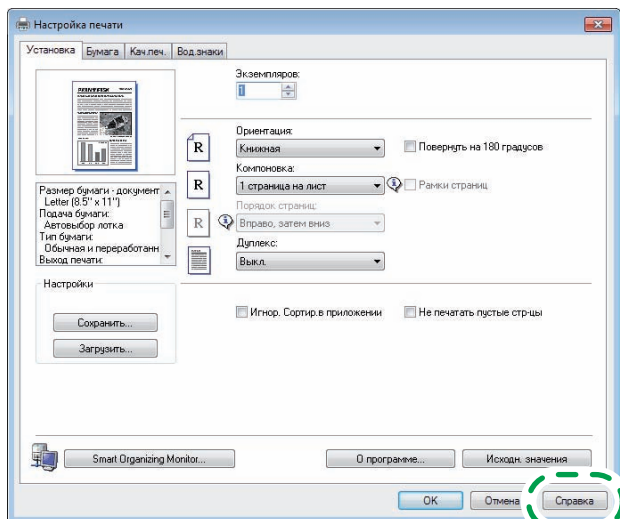 Настройка печати
Установка Бумага Кач.печ. Вод.знаки
Экземпляров:
1
Ориентация:
R Книжная Повернуть на 180 градусов
Компоновка:
R 1 страница на лист Рамки страниц
Порядок страниц:
R Вправо, затем вниз
Дуплекс:
Выкл.
Размер бумаги - документ
Letter (8.5" x 11")
Подача бумаги:
Автовыбор лотка
Тип бумаги:
Обычная и переработанн
Выход печати:
Настройки
Сохранить...
Загрузить...
Игнор. Сортир.в приложении Не печатать пустые стр-цы
Smart Organizing Monitor... О программе... Исходн. значения
OK Отмена Справка